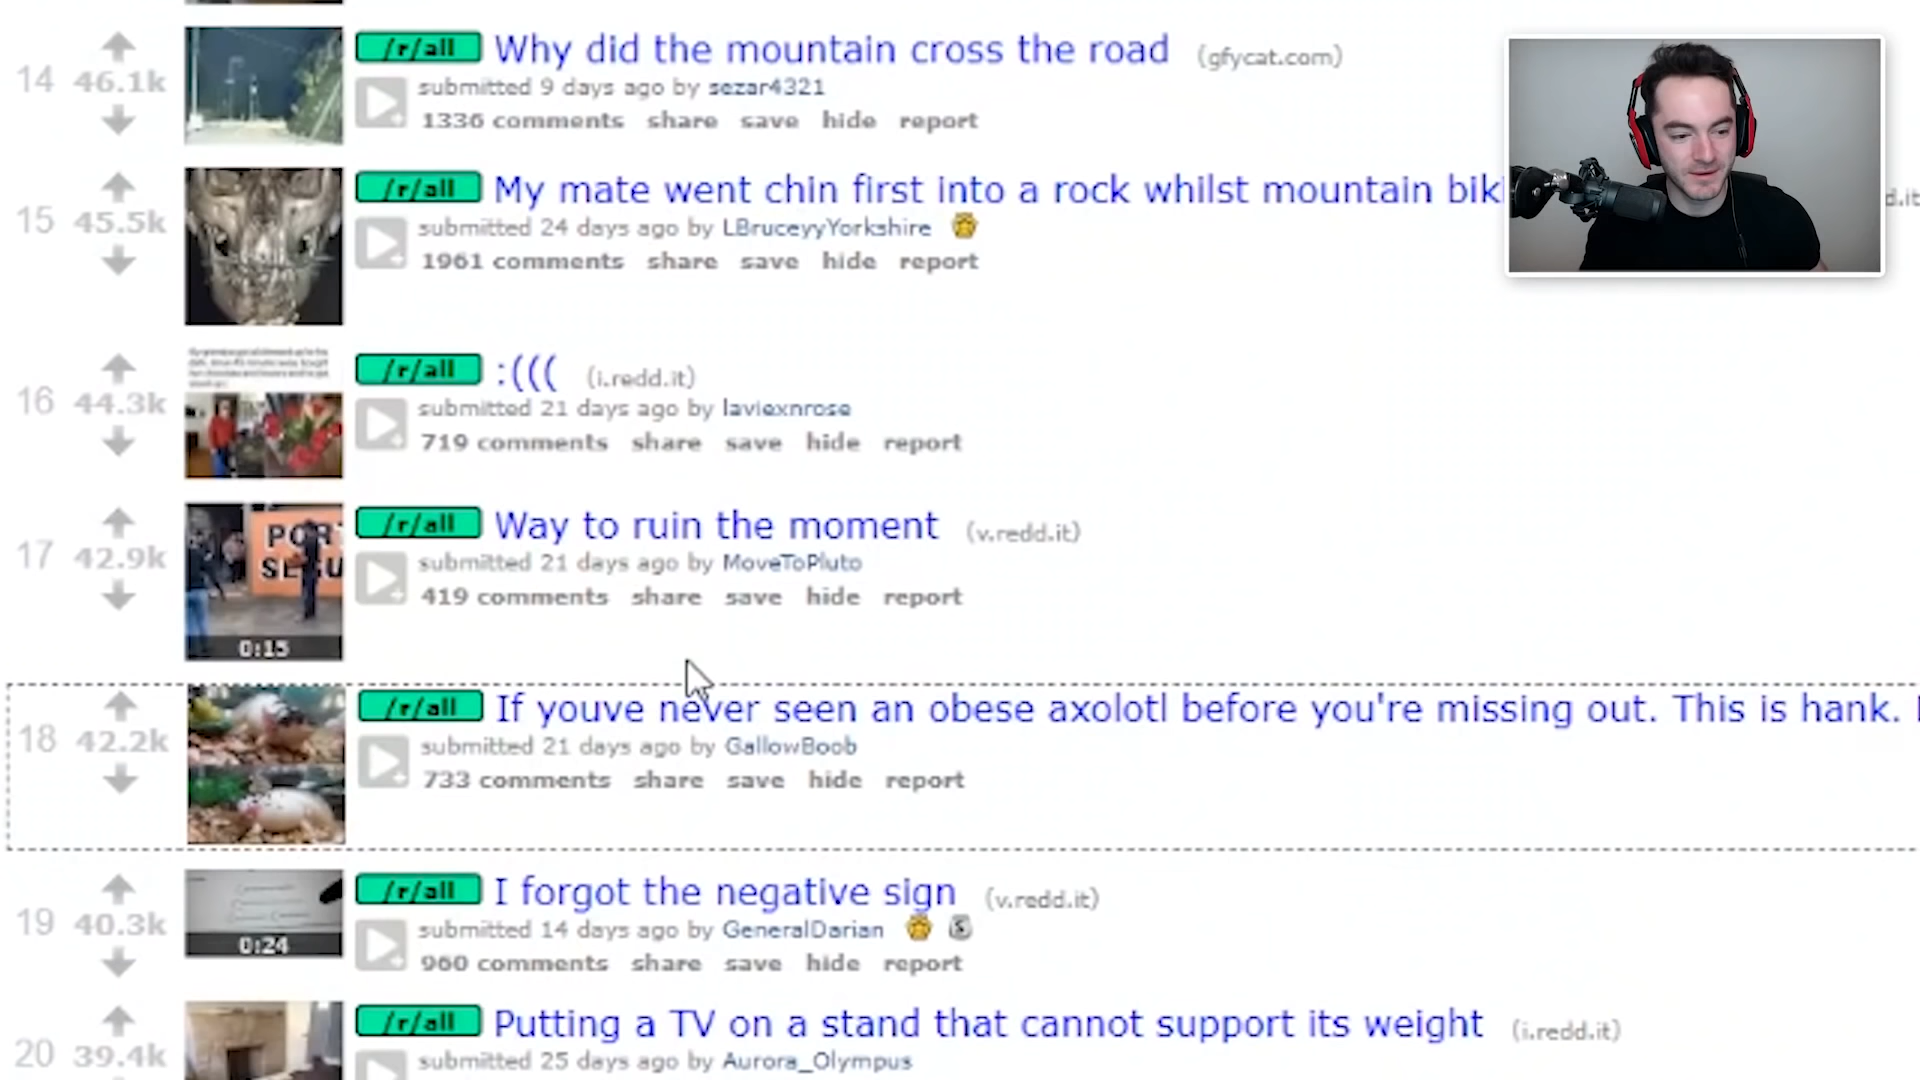 14 46.1k /r/all Why did the mountain cross the road (gfycat.com)
submitted 9 days ago by sezar4321
1336 comments share save hide report
15 45.5k /r/all My mate went chin first into a rock whilst mountain biki d.it
submitted 24 days ago by LBruceyyYorkshire
1961 comments share save hide report
16 44.3k /r/all :((( (i.redd.it)
submitted 21 days ago by laviexnrose
719 comments share save hide report
17 42.9k /r/all Way to ruin the moment (v.redd.it)
submitted 21 days ago by MoveToPluto
419 comments share save hide report
0:15
18 42.2k /r/all If youve never seen an obese axolotl before you're missing out. This is hank.
submitted 21 days ago by GallowBoob
733 comments share save hide report
19 40.3k /r/all I forgot the negative sign (v.redd.it)
submitted 14 days ago by GeneralDarian
960 comments share save hide report
0:24
20 39.4k /r/all Putting a TV on a stand that cannot support its weight (i.redd.it)
submitted 25 days ago by Aurora_Olympus